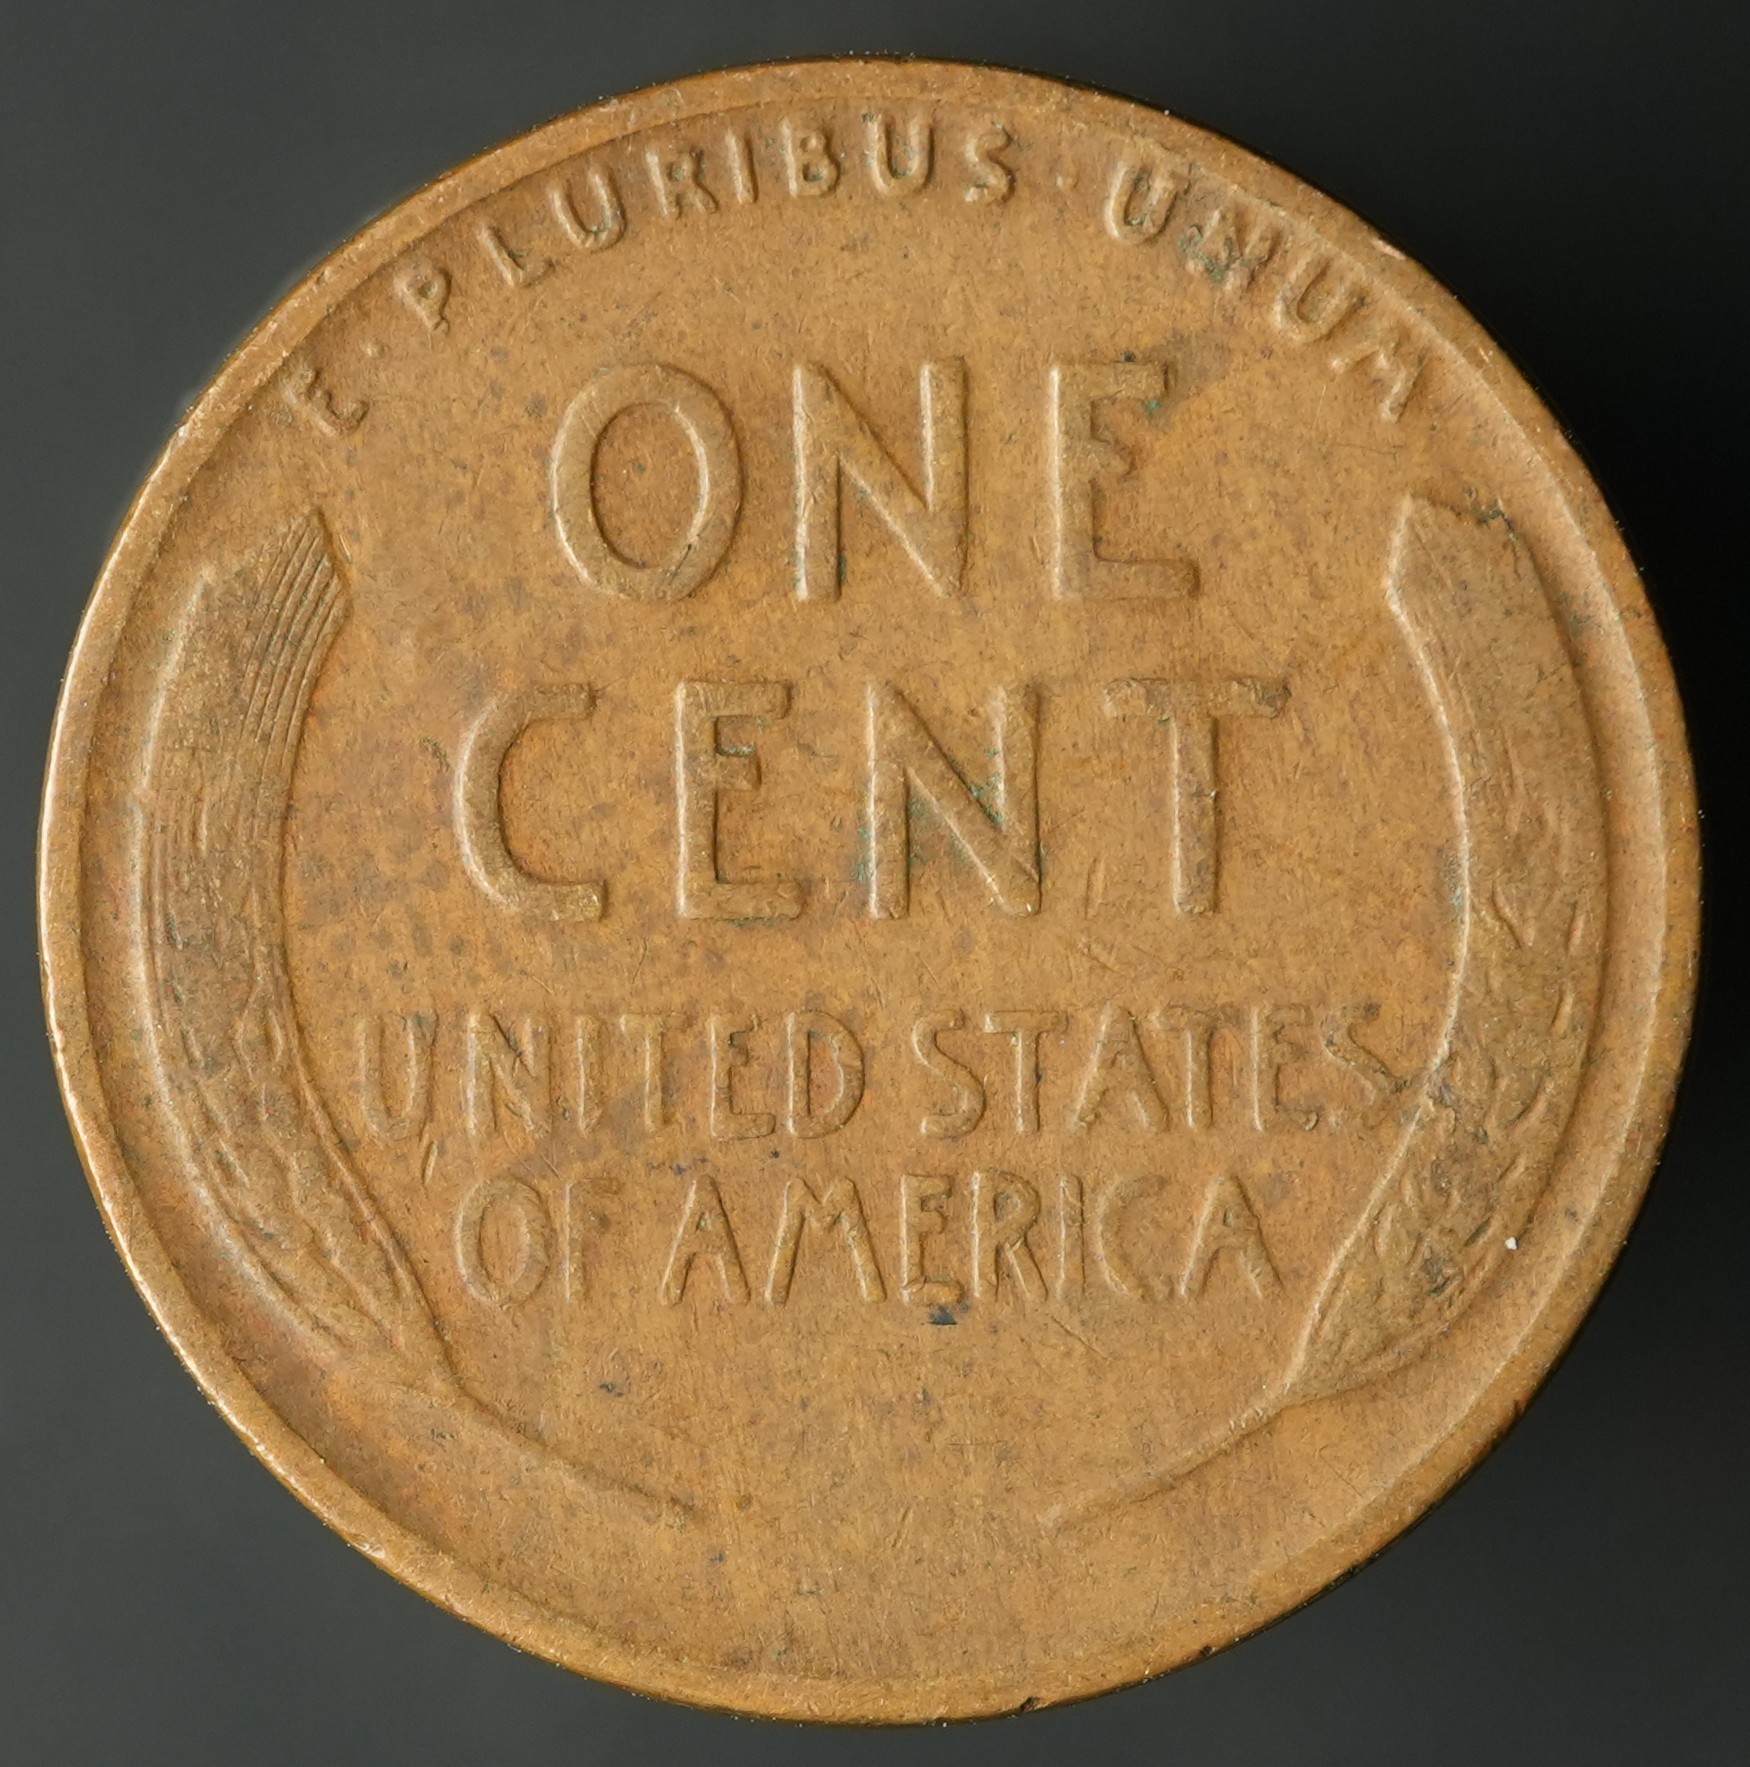 E·PLURIBUS·UNUM
ONE
CENT
UNITED STATES
OF AMERICA